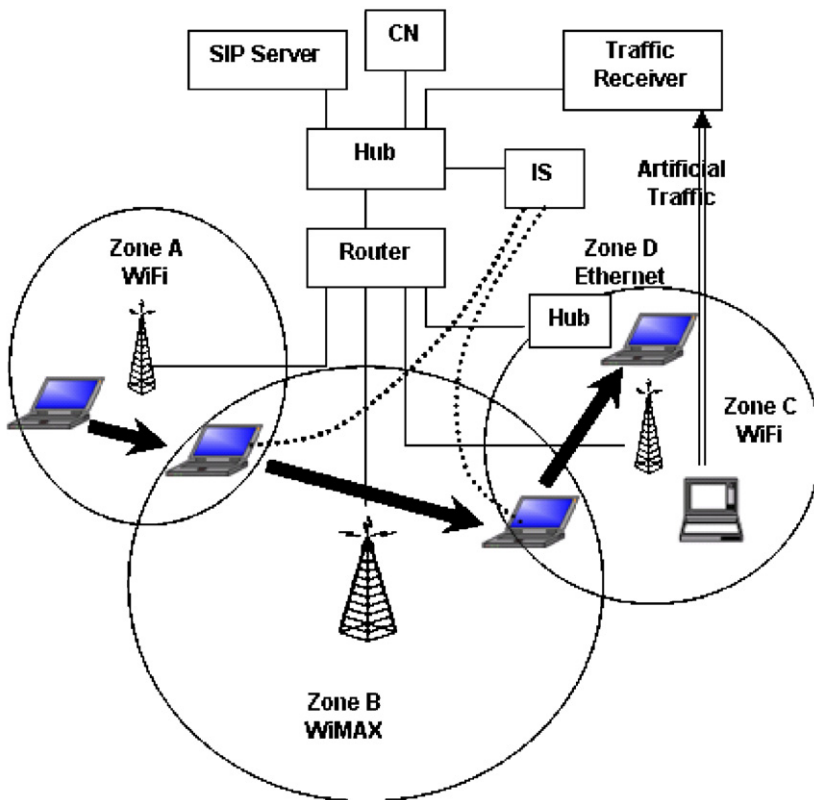 CN
SIP Server
Traffic
Receiver
Hub
IS
Artificial
Traffic
Zone A
WiFi
Router
Zone D
Ethernet
Hub
Zone C
WiFi
Zone B
WiMAX